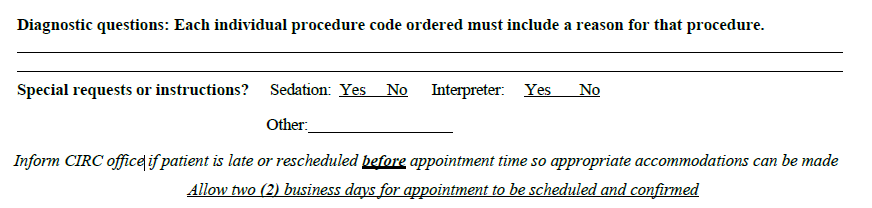 Diagnostic questions: Each individual procedure code ordered must include a reason for that procedure.
Special requests or instructions? Sedation: Yes No Interpreter: Yes No
Other:
Inform CIRC office if patient is late or rescheduled before appointment time so appropriate accommodations can be made
Allow two (2) business days for appointment to be scheduled and confirmed